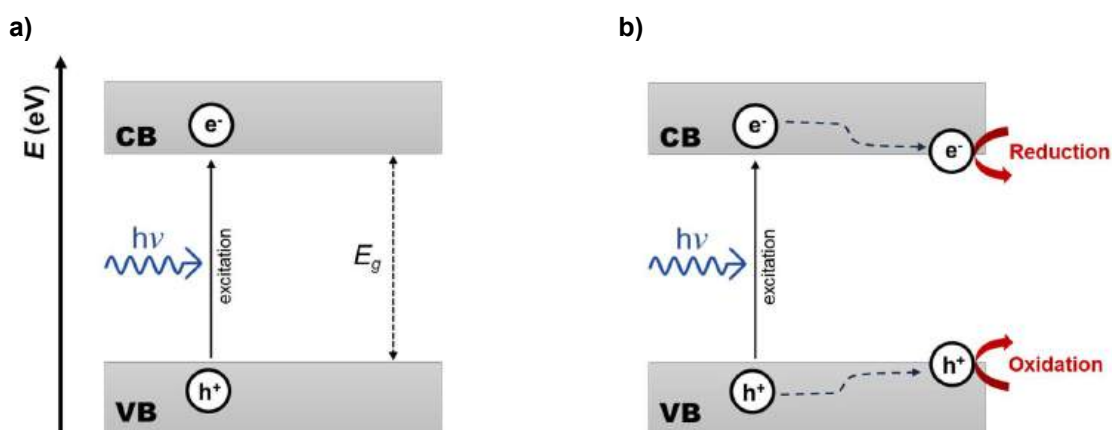 a)
E (eV)
CB
e-
hν
excitation
Eg
h+
VB
b)
CB
e-
e-
Reduction
hν
excitation
h+
h+
Oxidation
VB